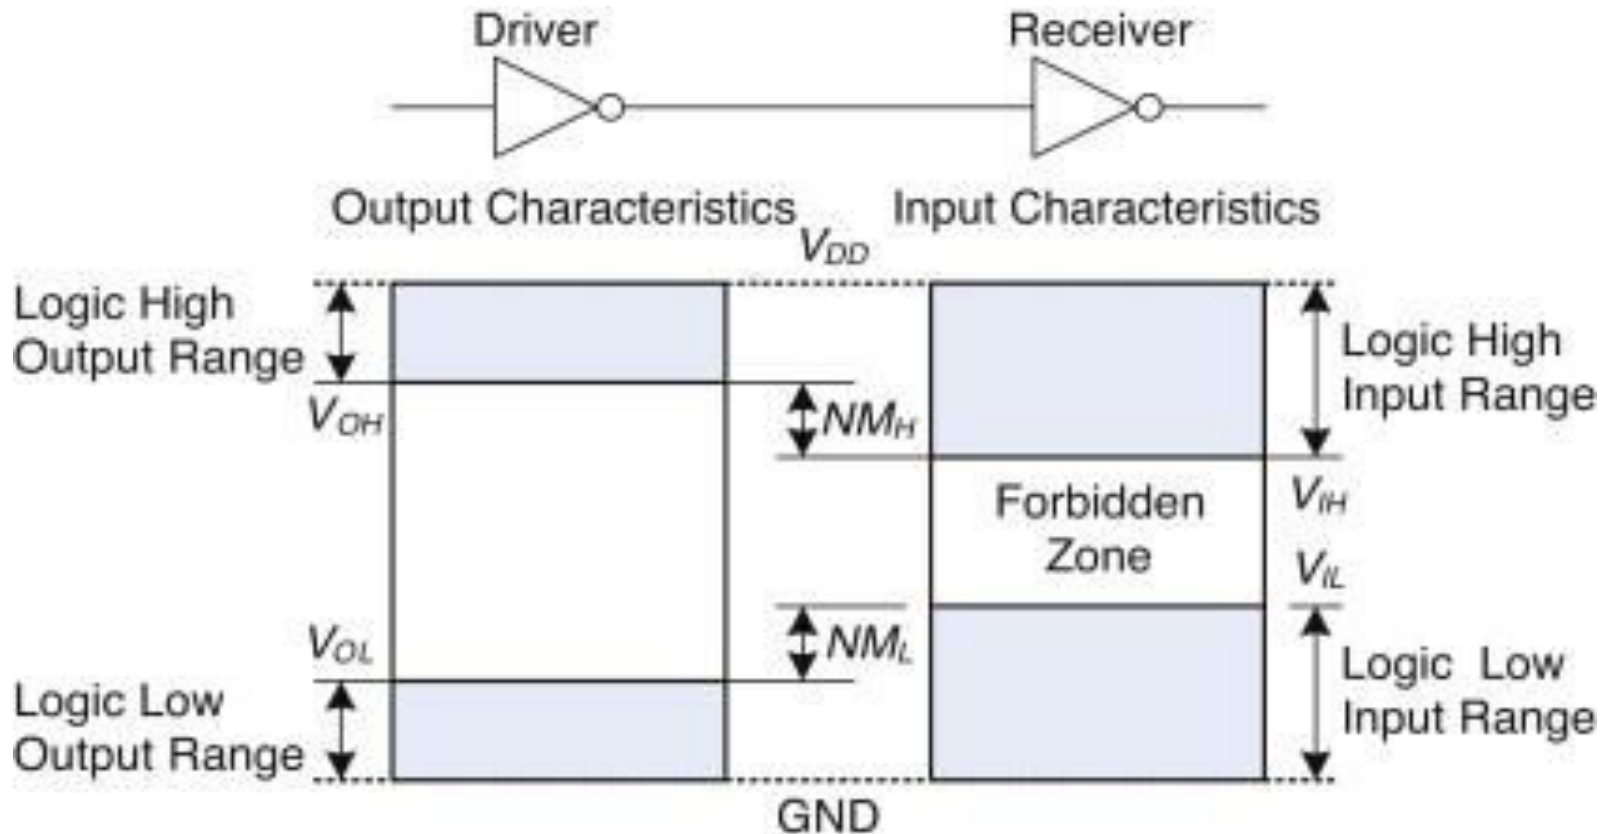 Driver
Receiver
Output Characteristics
Input Characteristics
VDD
Logic High
Output Range
Logic High
Input Range
VOH
NMH
Forbidden
Zone
VIH
VIL
VOL
NML
Logic Low
Output Range
Logic Low
Input Range
GND